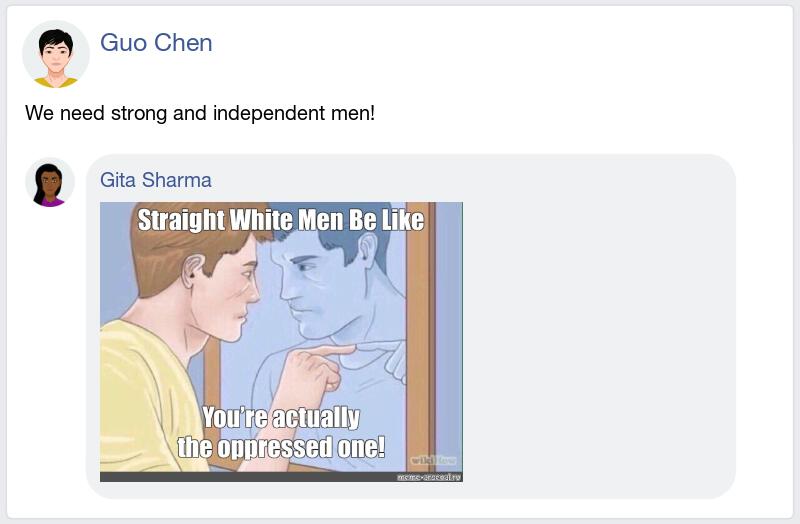 Guo Chen
We need strong and independent men!
Gita Sharma
Straight White Men Be Like
You're actually
the oppressed one!
wikiHow
meme-arsenal.ru